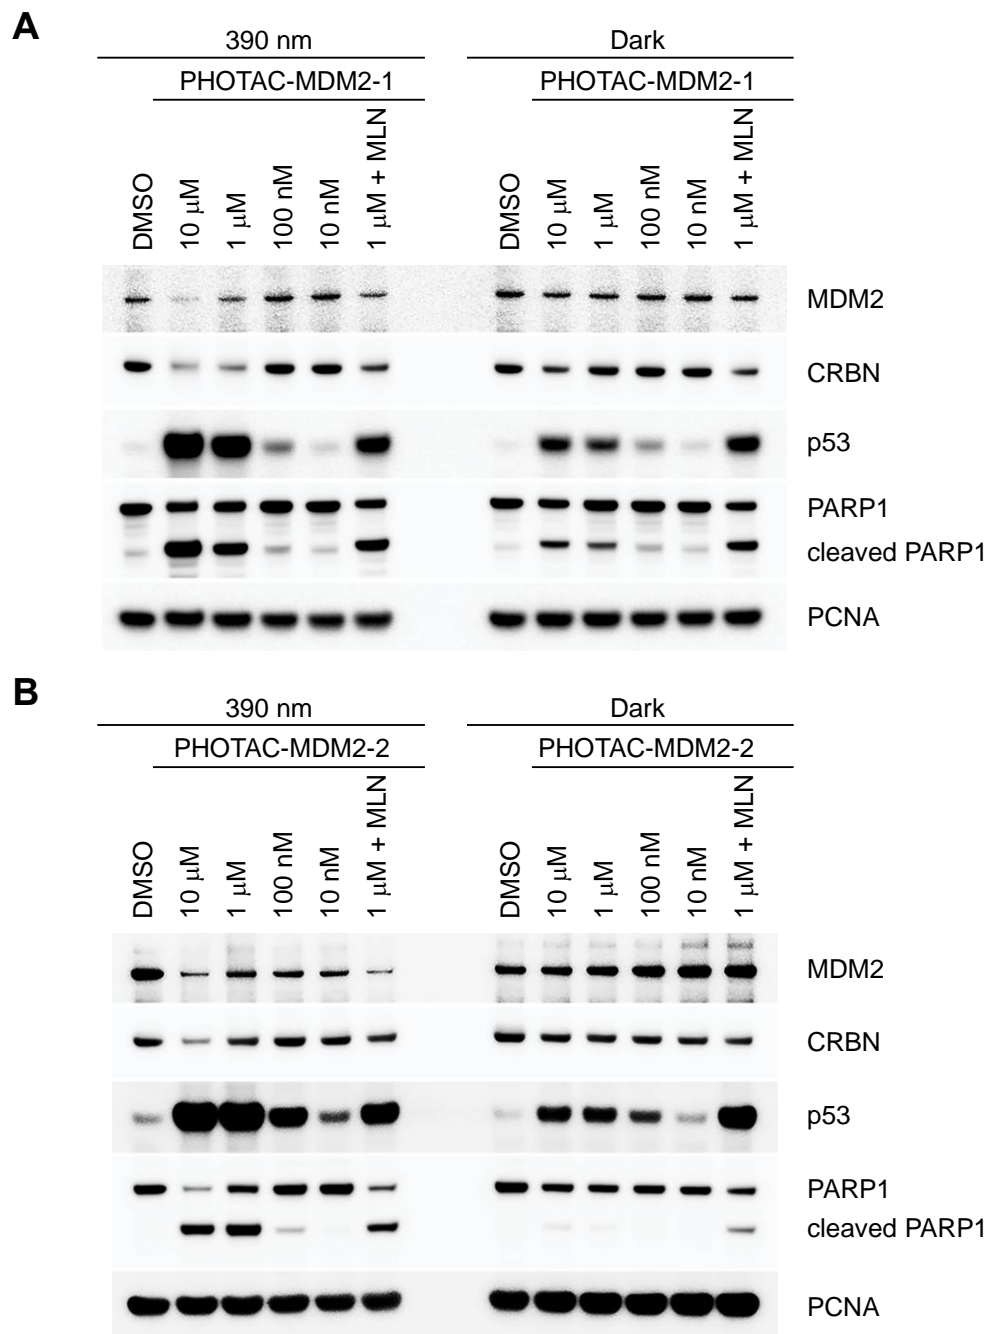 A
390 nm Dark
PHOTAC-MDM2-1 PHOTAC-MDM2-1
DMSO 10 μM 1 μM 100 nM 10 nM 1 μM + MLN DMSO 10 μM 1 μM 100 nM 10 nM 1 μM + MLN
MDM2
CRBN
p53
PARP1
cleaved PARP1
PCNA
B
390 nm Dark
PHOTAC-MDM2-2 PHOTAC-MDM2-2
DMSO 10 μM 1 μM 100 nM 10 nM 1 μM + MLN DMSO 10 μM 1 μM 100 nM 10 nM 1 μM + MLN
MDM2
CRBN
p53
PARP1
cleaved PARP1
PCNA